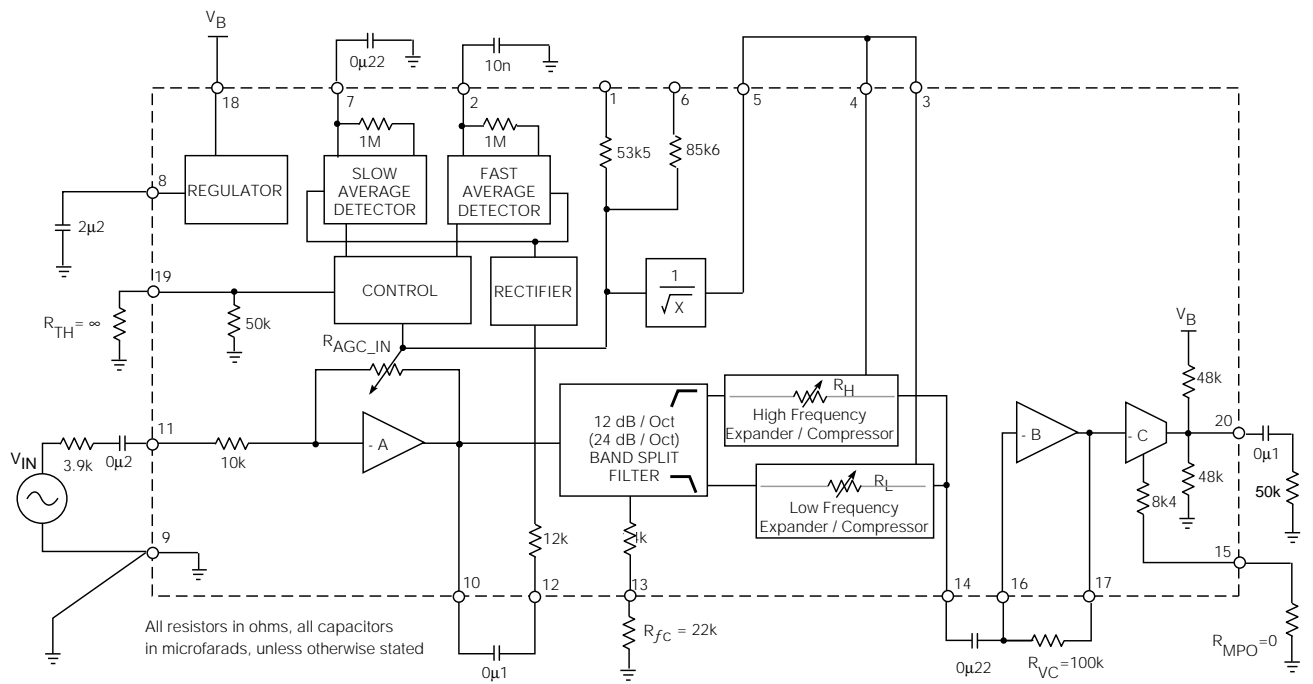 V_B
0µ22
10n
18
7
2
1
6
5
4
3
1M
1M
53k5
85k6
8
REGULATOR
SLOW
AVERAGE
DETECTOR
FAST
AVERAGE
DETECTOR
2µ2
19
CONTROL
RECTIFIER
1
√X
R_TH = ∞
50k
R_AGC_IN
V_B
48k
R_H
High Frequency
Expander / Compressor
12 dB / Oct
(24 dB / Oct)
BAND SPLIT
FILTER
11
- A
- B
- C
20
V_IN
3.9k
0µ2
10k
0µ1
R_L
Low Frequency
Expander / Compressor
48k
50k
8k4
9
12k
1k
15
10
12
13
14
16
17
All resistors in ohms, all capacitors
in microfarads, unless otherwise stated
R_fC = 22k
0µ1
0µ22
R_VC=100k
R_MPO=0